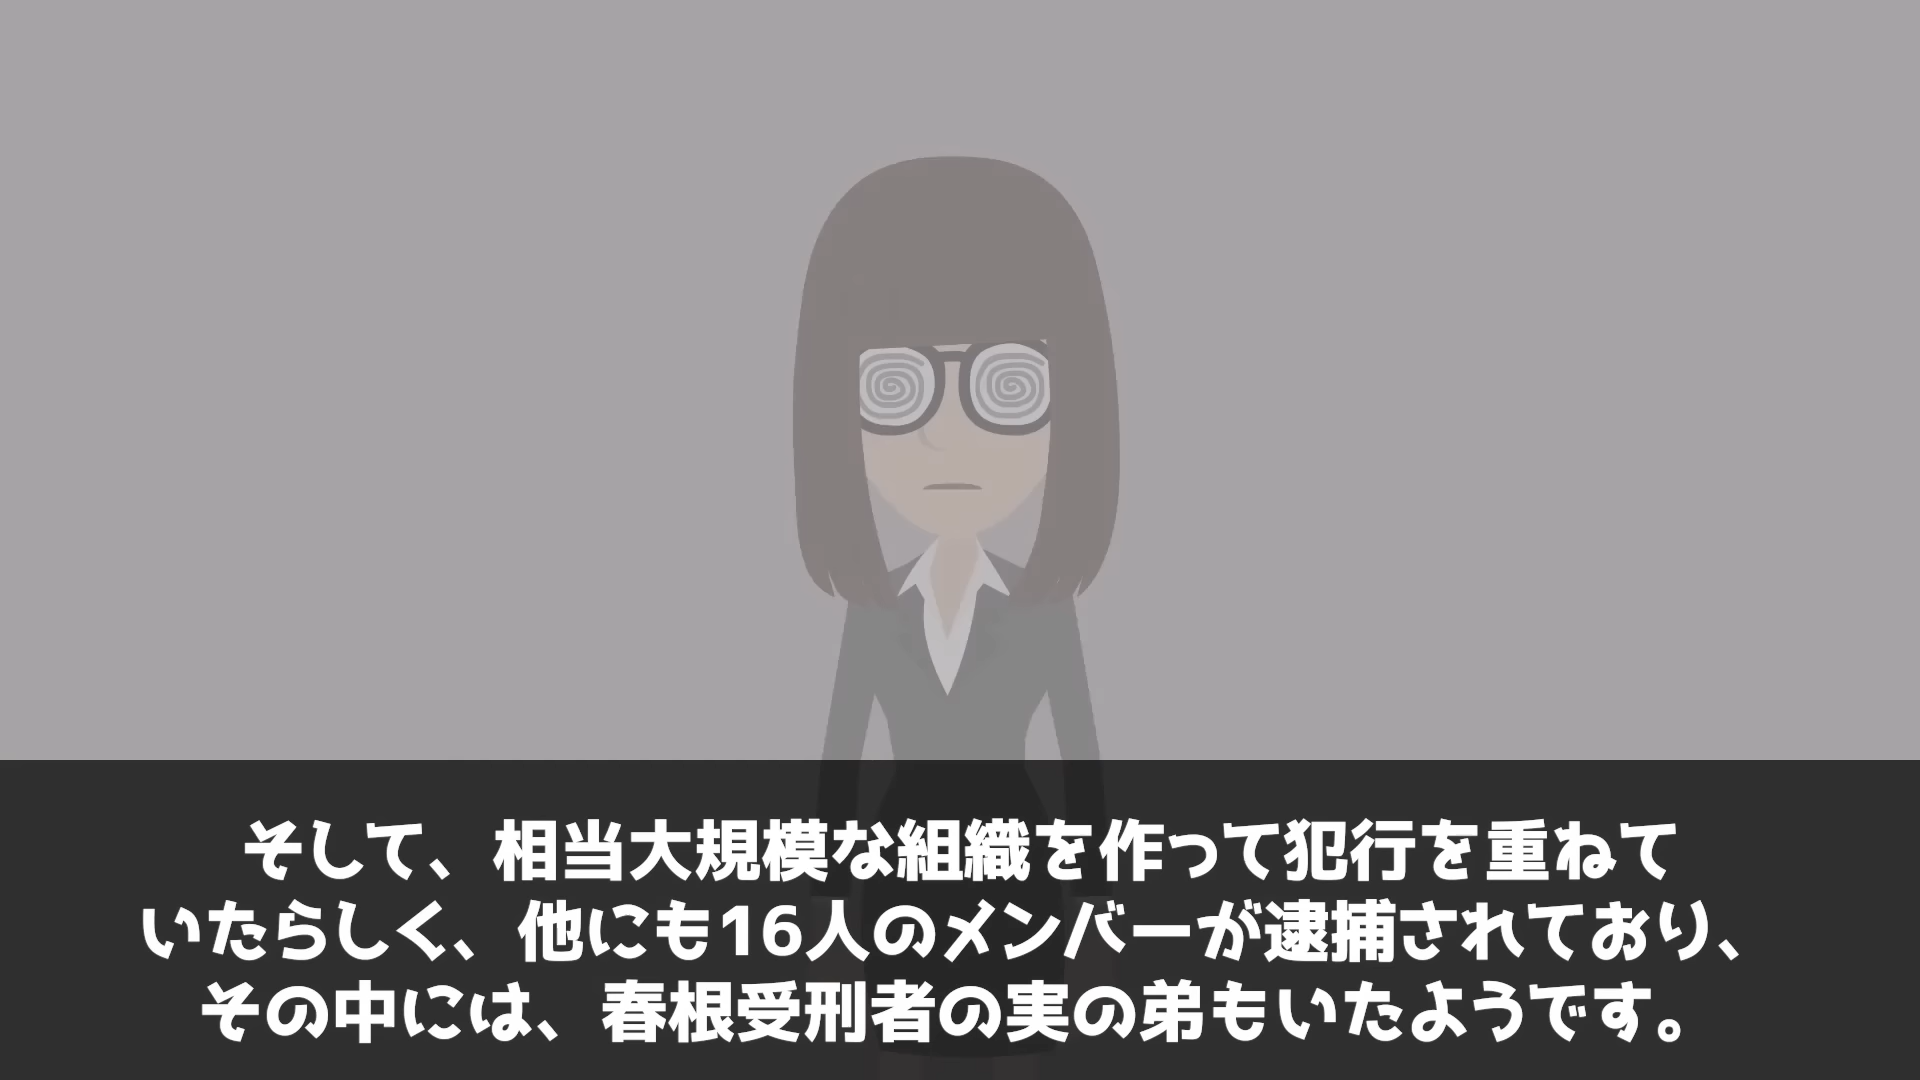 そして、相当大規模な組織を作って犯行を重ねて
いたらしく、他にも16人のメンバーが逮捕されており、
その中には、春根受刑者の実の弟もいたようです。